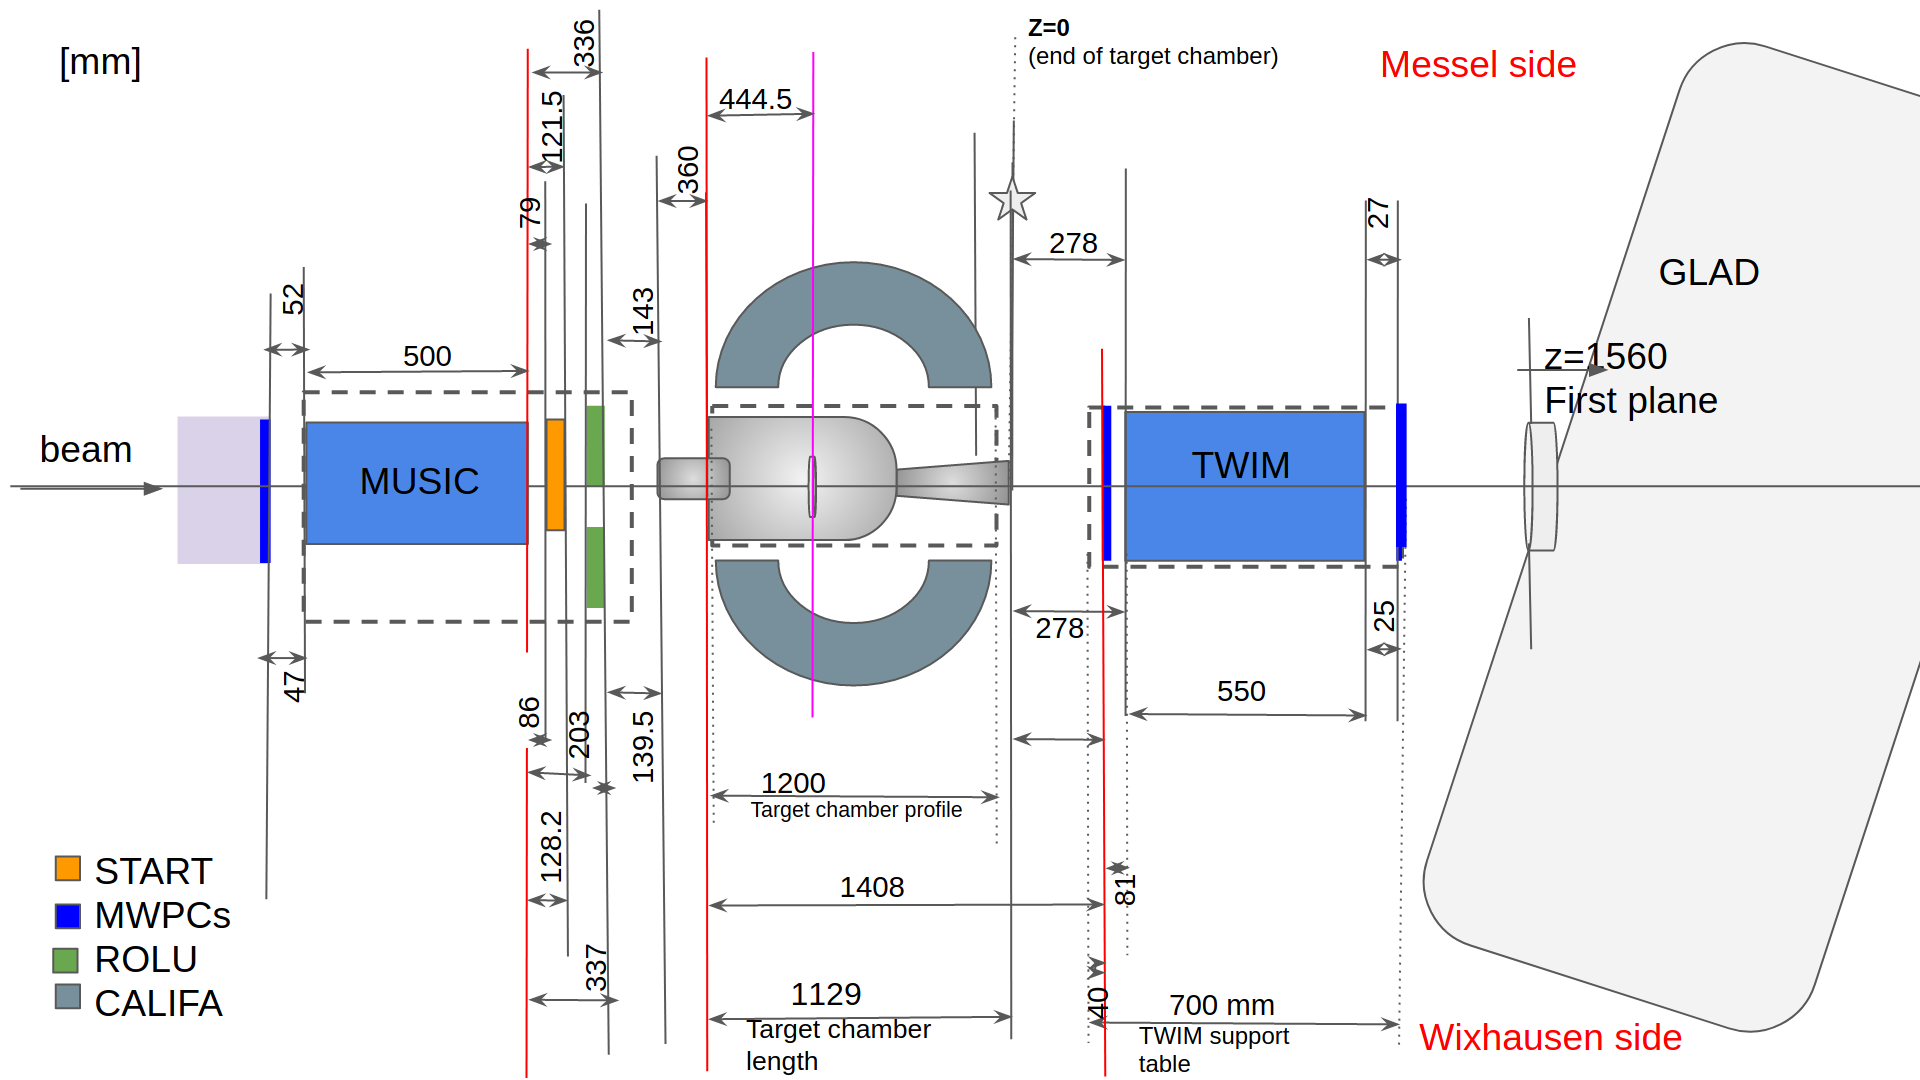 [mm]
336
Z=0
(end of target chamber)
Messel side
444.5
121.5
360
79
27
278
GLAD
52
143
500
z=1560
First plane
beam
MUSIC
TWIM
278
25
47
86
203
139.5
550
1200
Target chamber profile
128.2
START
MWPCs
ROLU
CALIFA
1408
81
337
1129
Target chamber
length
40
700 mm
TWIM support
table
Wixhausen side